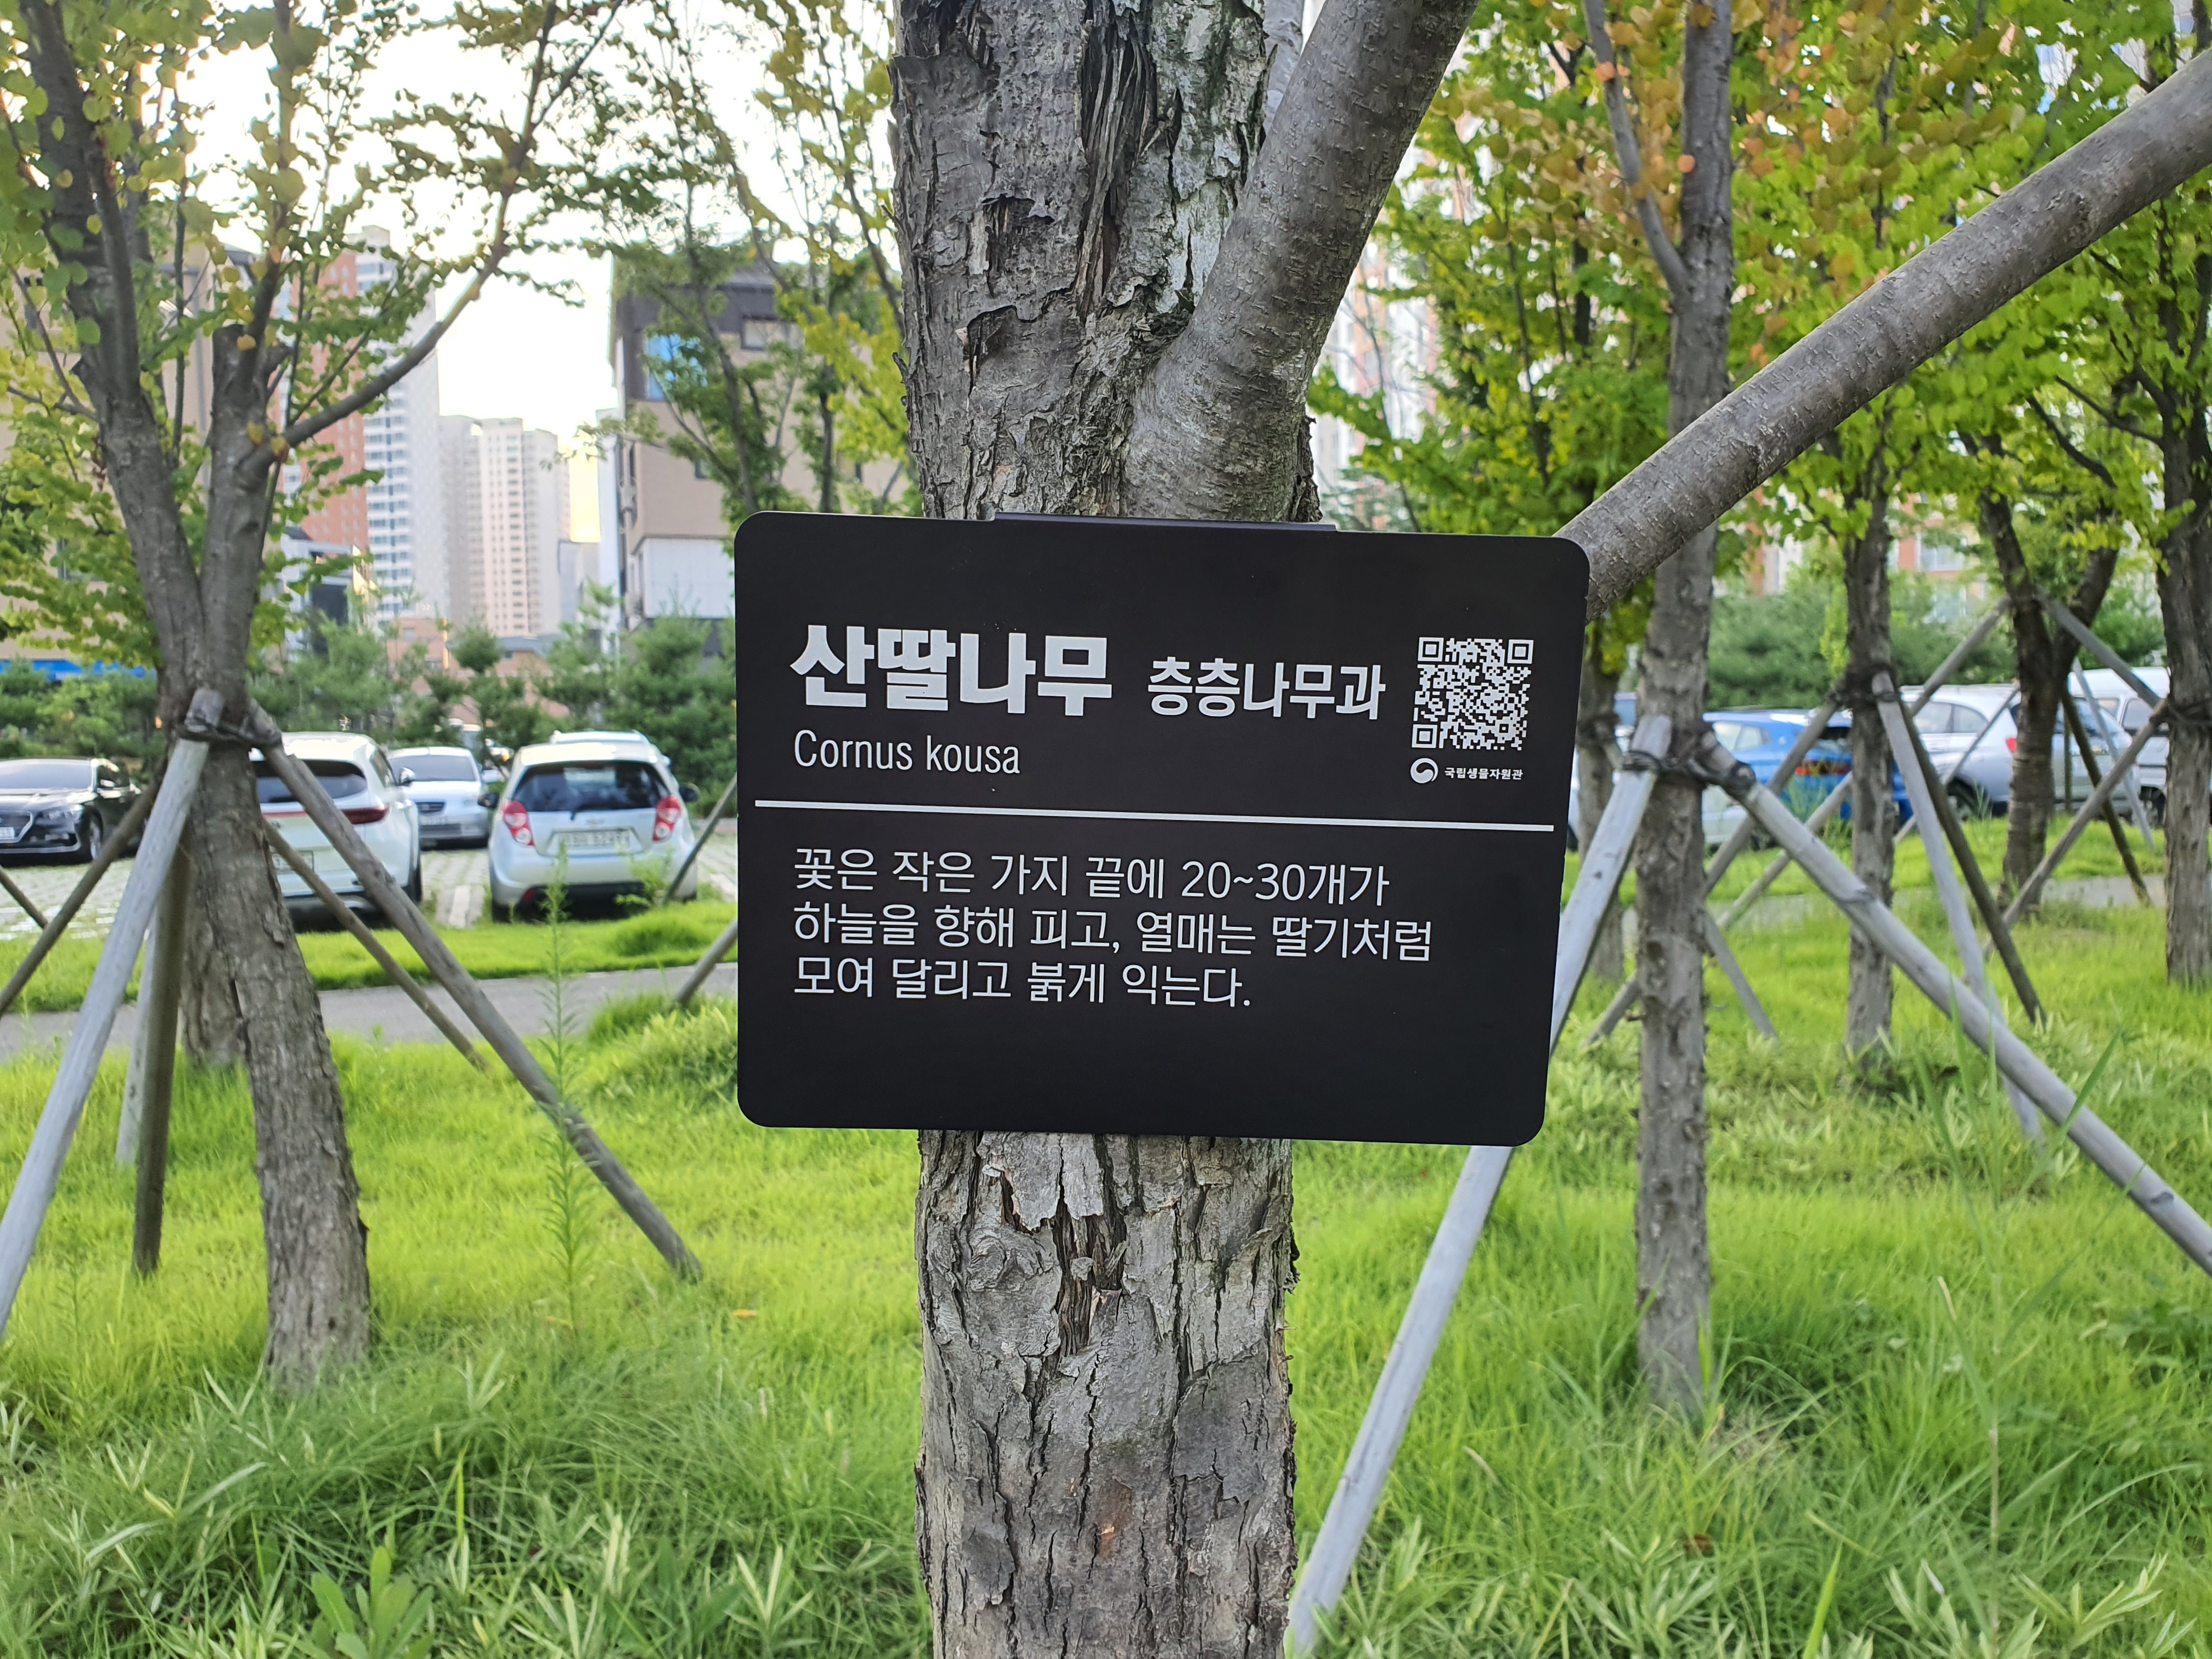 산딸나무 층층나무과
Cornus kousa
국립생물자원관
꽃은 작은 가지 끝에 20~30개가
하늘을 향해 피고, 열매는 딸기처럼
모여 달리고 붉게 익는다.